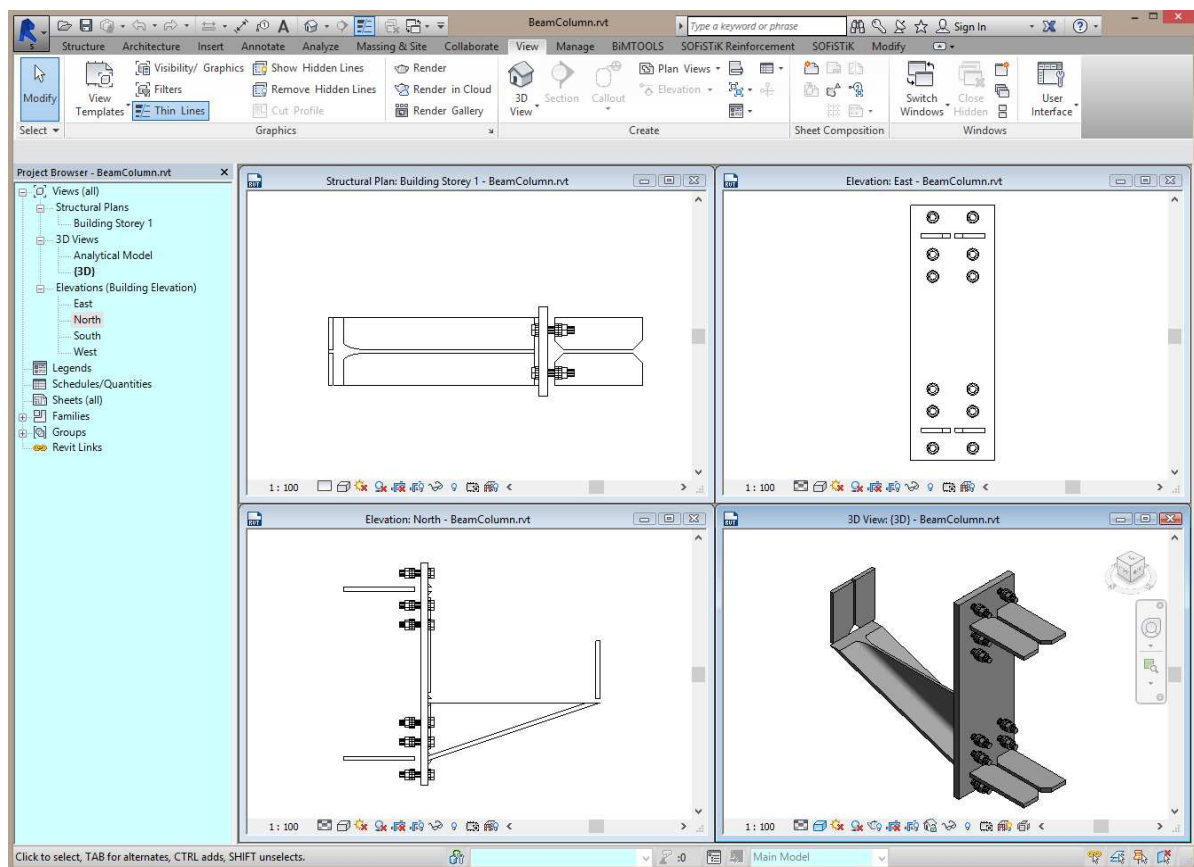 BeamColumn.rvt
Type a keyword or phrase
Sign In
S
Structure Architecture Insert Annotate Analyze Massing & Site Collaborate View Manage BiMTOOLS SOFiSTiK Reinforcement SOFiSTiK Modify
Modify
View
Templates
Visibility/ Graphics
Filters
Thin Lines
Show Hidden Lines
Remove Hidden Lines
Cut Profile
Render
Render in Cloud
Render Gallery
3D
View
Section
Callout
Plan Views
Elevation
Switch
Windows
Close
Hidden
User
Interface
Select
Graphics
Create
Sheet Composition
Windows
Project Browser - BeamColumn.rvt
Views (all)
Structural Plans
Building Storey 1
3D Views
Analytical Model
{3D}
Elevations (Building Elevation)
East
North
South
West
Legends
Schedules/Quantities
Sheets (all)
Families
Groups
Revit Links
Structural Plan: Building Storey 1 - BeamColumn.rvt
1 : 100
Elevation: East - BeamColumn.rvt
1 : 100
Elevation: North - BeamColumn.rvt
1 : 100
3D View: {3D} - BeamColumn.rvt
1 : 100
Click to select, TAB for alternates, CTRL adds, SHIFT unselects.
:0
Main Model